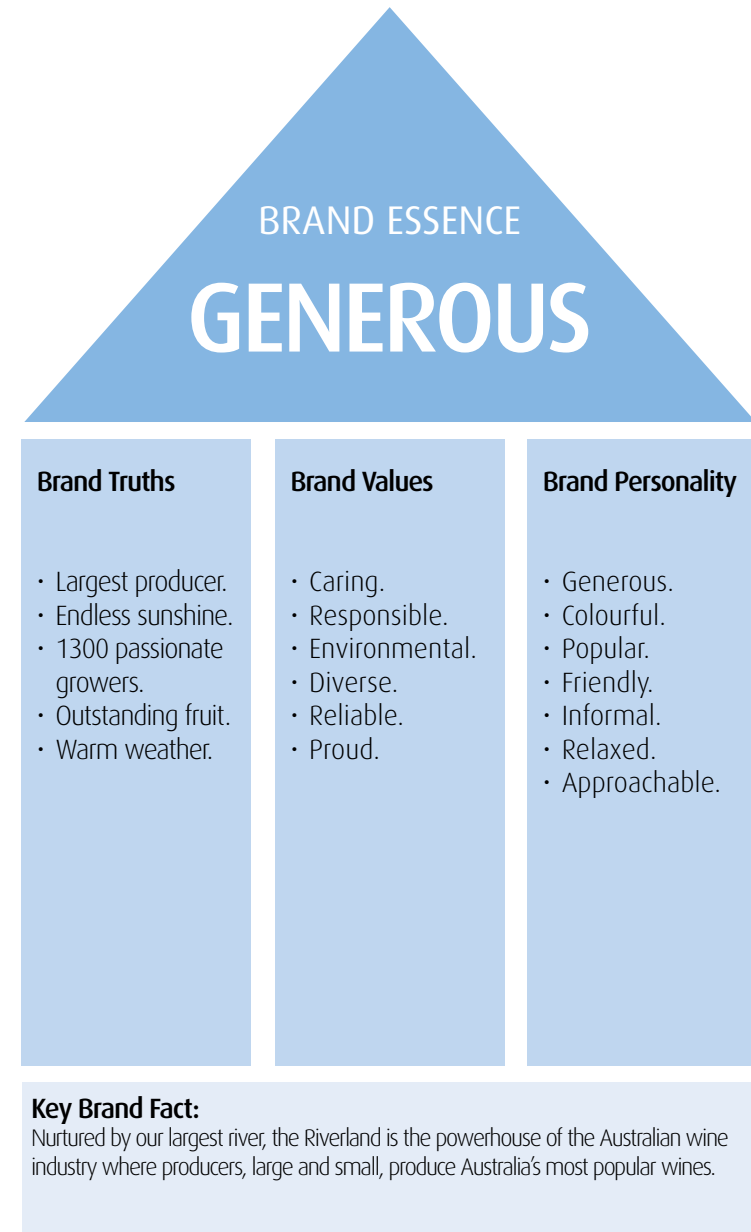 BRAND ESSENCE
GENEROUS
Brand Truths
· Largest producer.
· Endless sunshine.
· 1300 passionate
growers.
· Outstanding fruit.
· Warm weather.
Brand Values
· Caring.
· Responsible.
· Environmental.
· Diverse.
· Reliable.
· Proud.
Brand Personality
· Generous.
· Colourful.
· Popular.
· Friendly.
· Informal.
· Relaxed.
· Approachable.
Key Brand Fact:
Nurtured by our largest river, the Riverland is the powerhouse of the Australian wine
industry where producers, large and small, produce Australia’s most popular wines.